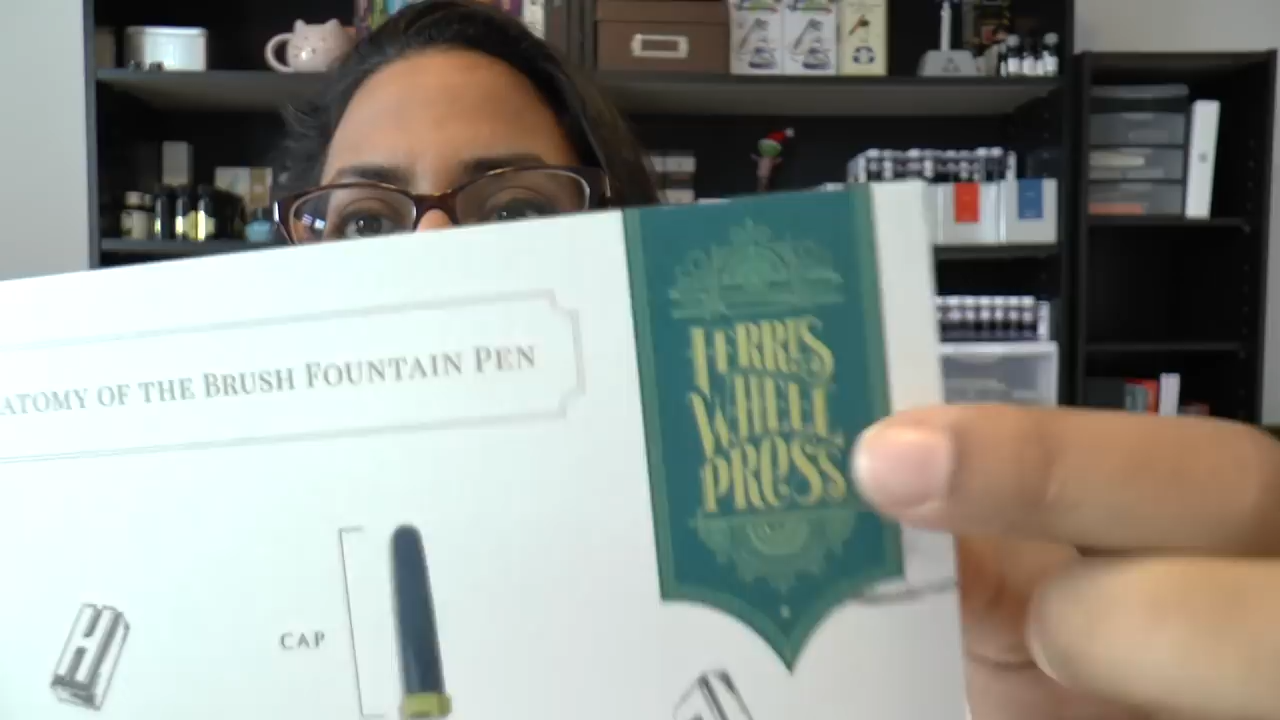 ATOMY OF THE BRUSH FOUNTAIN PEN
FERRIS
WHEEL
PRESS
CAP